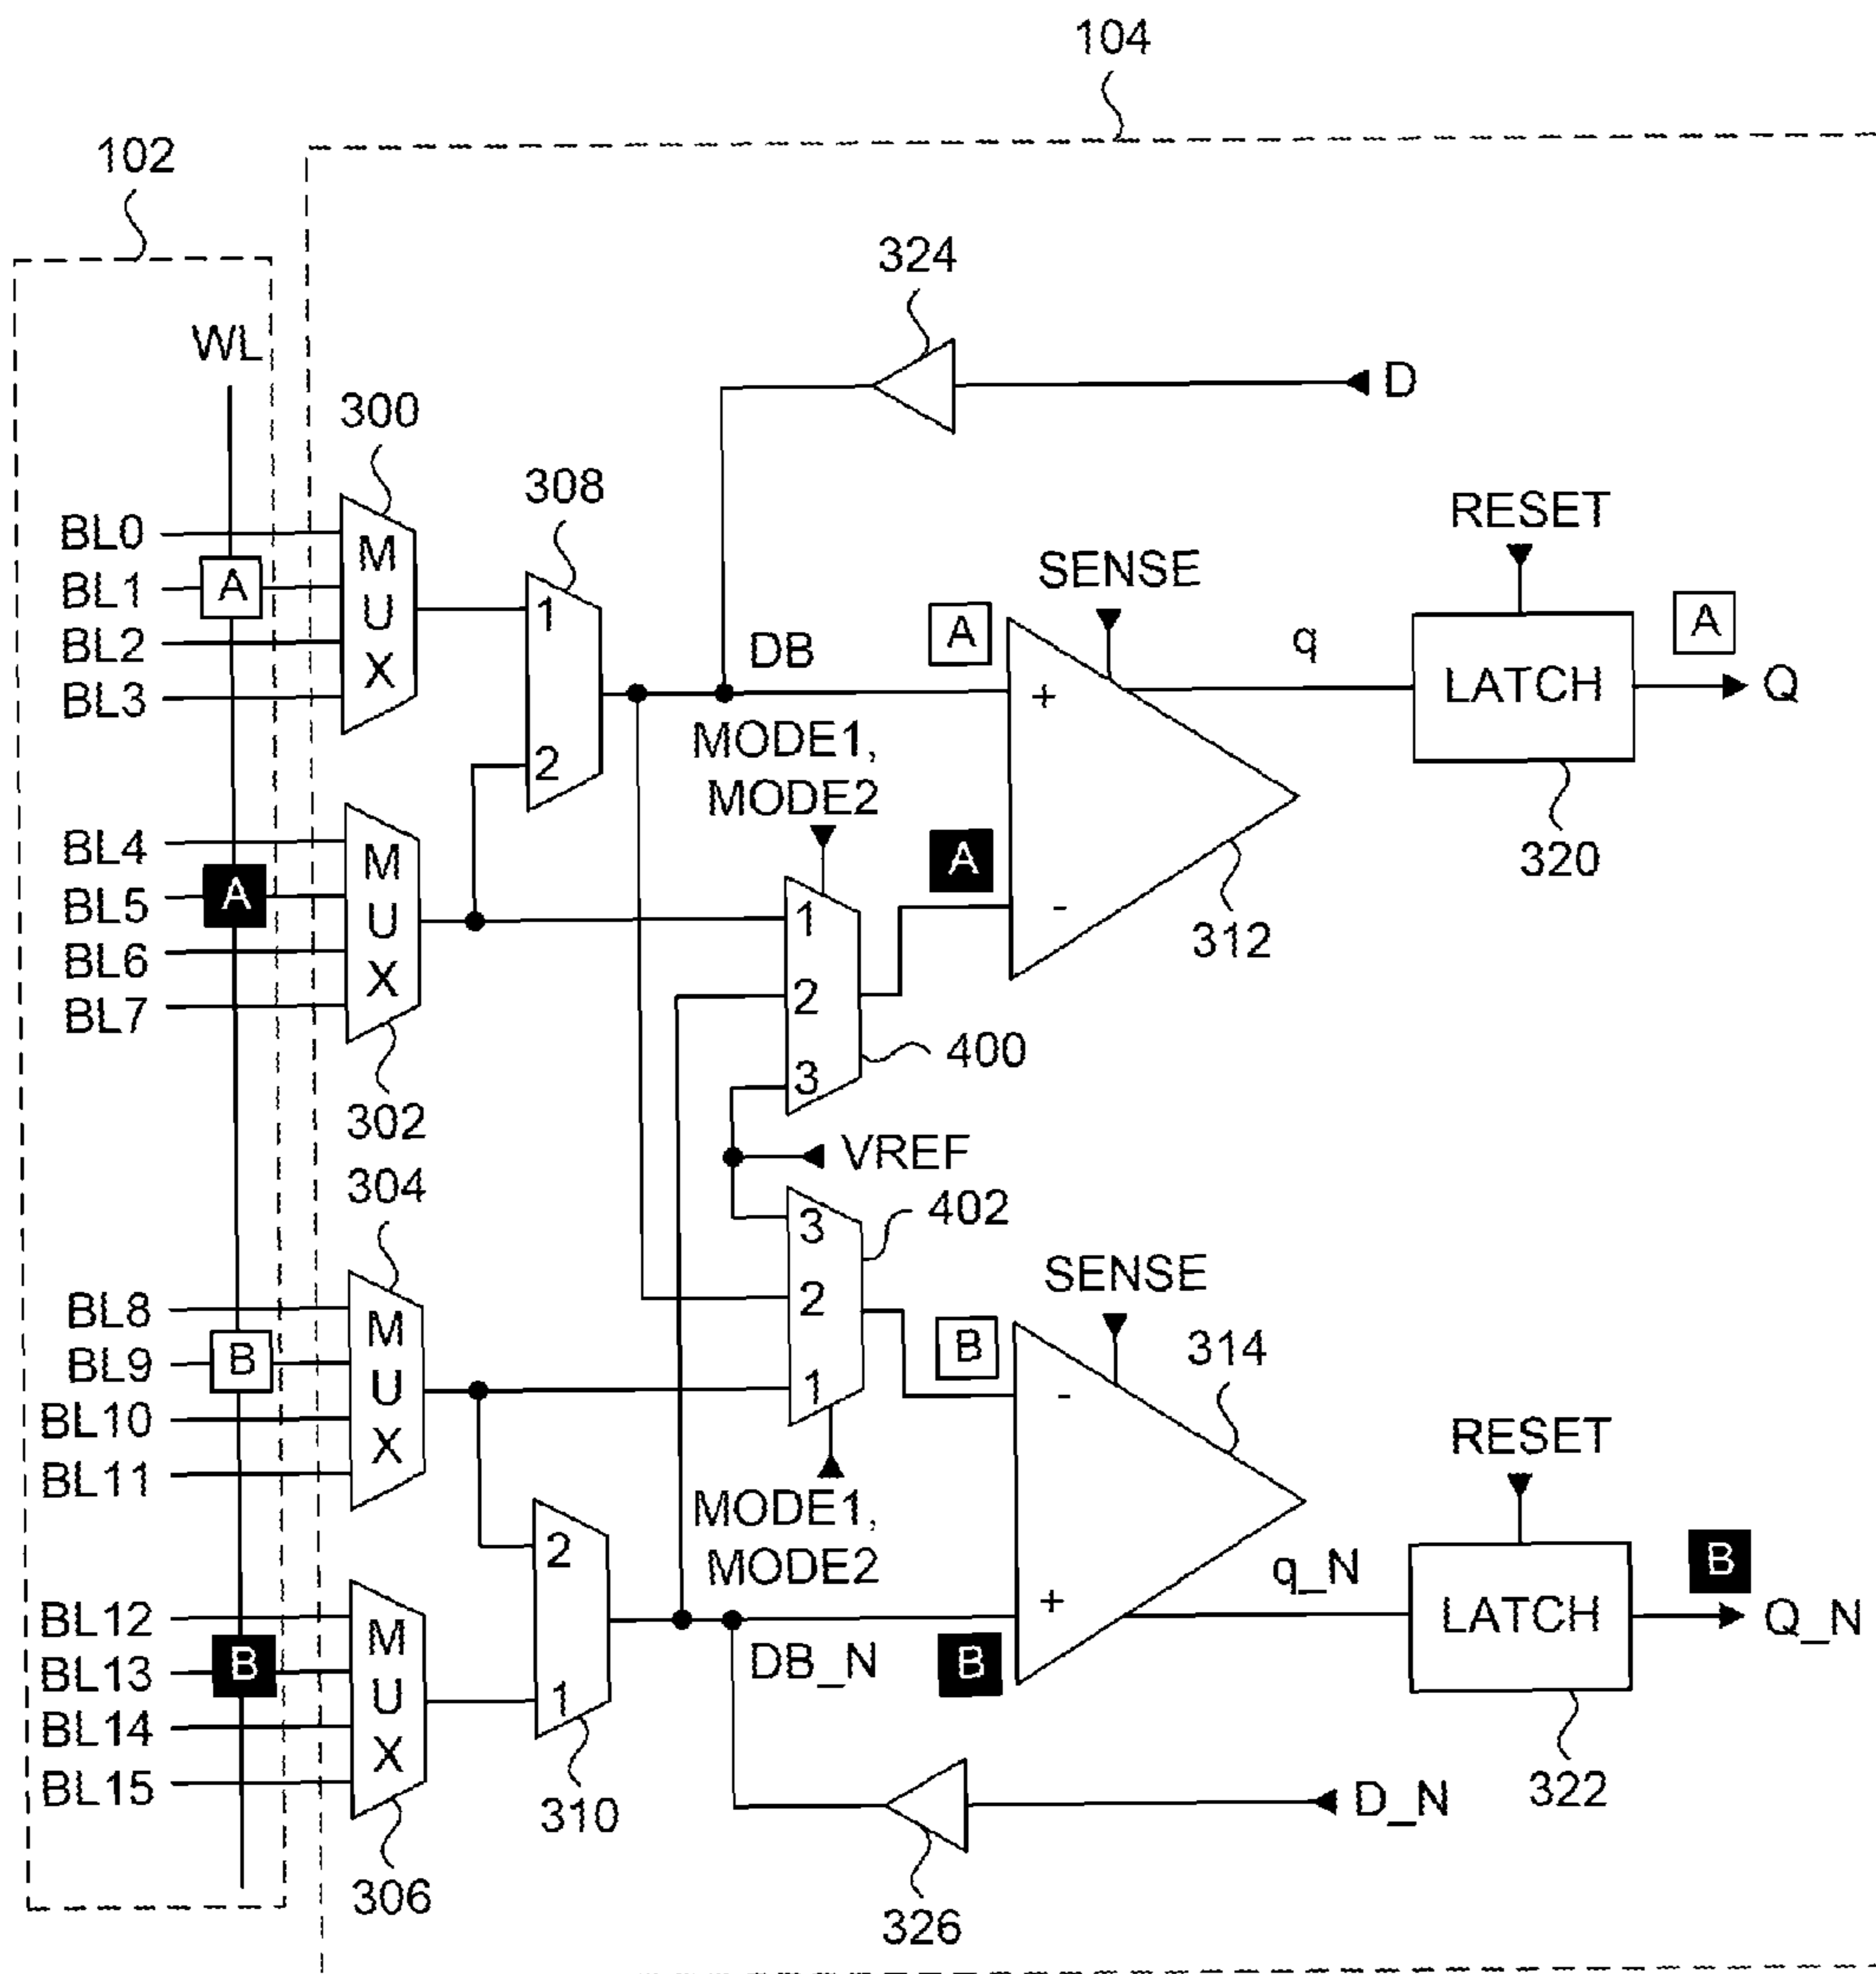 104
102
324
WL
D
300
308
RESET
BL0
M
SENSE
A
BL1
A
1
U
A
q
BL2
DB
LATCH
Q
X
+
BL3
MODE1,
2
MODE2
BL4
M
A
320
A
BL5
1
-
U
312
BL6
X
2
BL7
400
3
302
VREF
304
402
3
SENSE
BL8
2
M
B
314
B
BL9
1
-
RESET
U
BL10
X
BL11
MODE1,
2
MODE2
q_N
B
+
LATCH
Q_N
BL12
M
DB_N
B
B
BL13
1
U
BL14
X
322
BL15
310
D_N
306
326